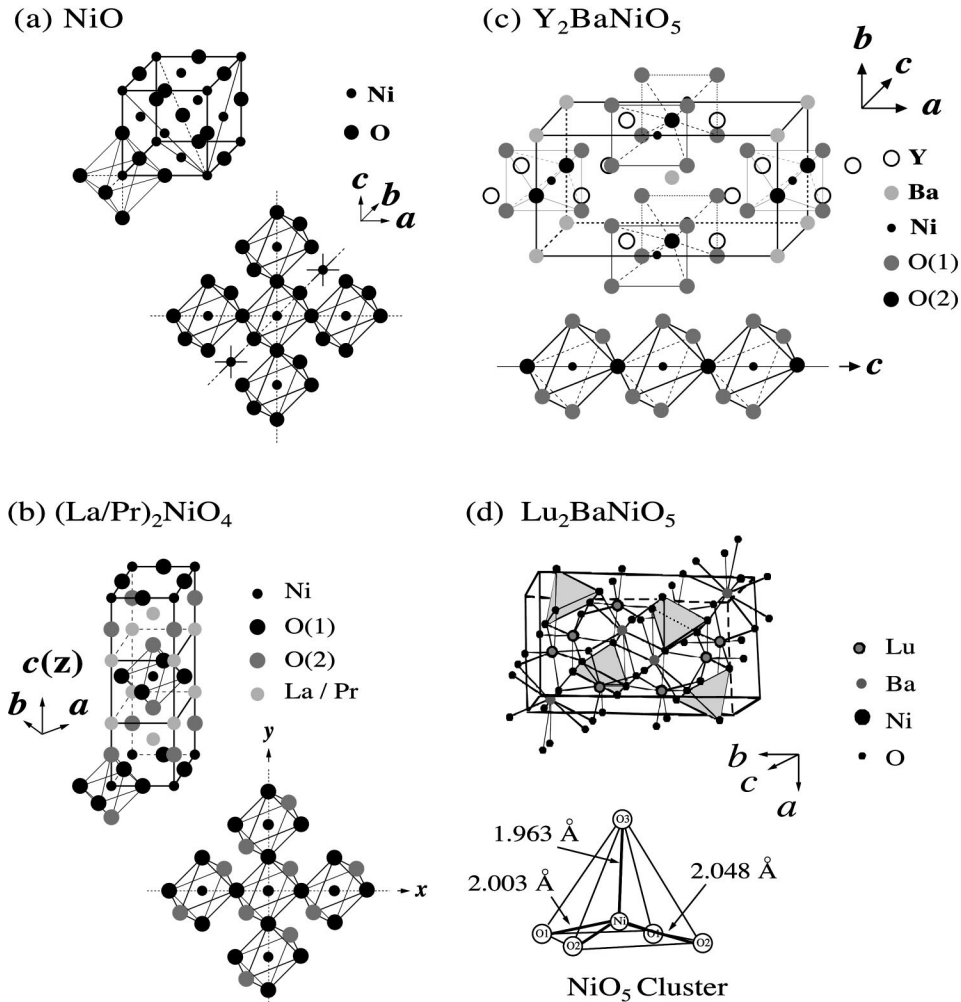 (a) NiO
Ni
O
c
b
a
(c) Y₂BaNiO₅
b
c
a
Y
Ba
Ni
O(1)
O(2)
c
(b) (La/Pr)₂NiO₄
Ni
O(1)
O(2)
La / Pr
c(z)
b
a
y
x
(d) Lu₂BaNiO₅
Lu
Ba
Ni
O
b
c
a
O3
1.963 Å
2.003 Å
2.048 Å
Ni
O1
O1
O2
O2
NiO₅ Cluster